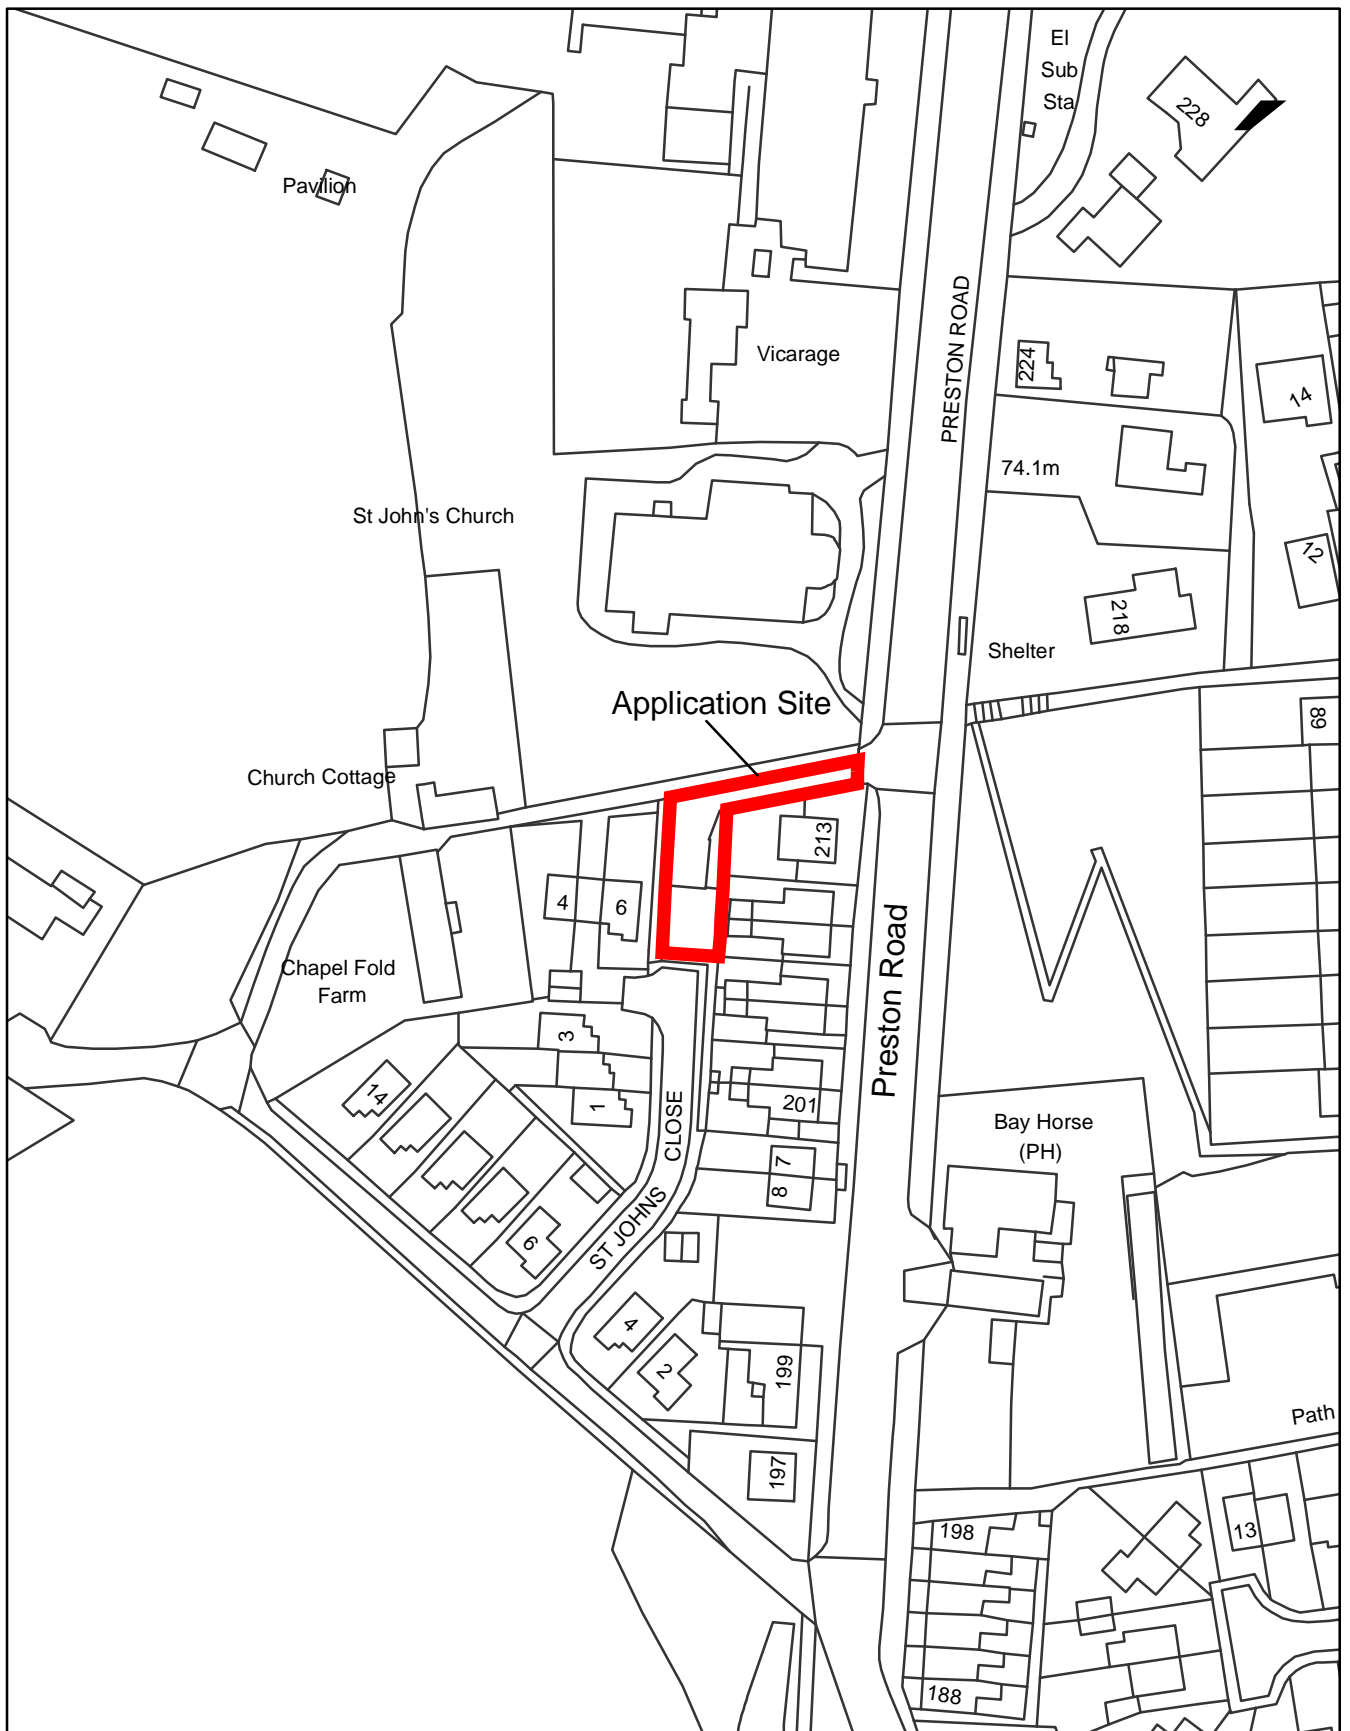 El
Sub
Sta
228
Pavilion
PRESTON ROAD
Vicarage
224
14
74.1m
St John's Church
12
218
Shelter
Application Site
89
Church Cottage
213
4
6
Preston Road
Chapel Fold
Farm
3
14
1
201
CLOSE
Bay Horse
(PH)
7
8
ST JOHNS
6
4
2
199
Path
197
198
13
188